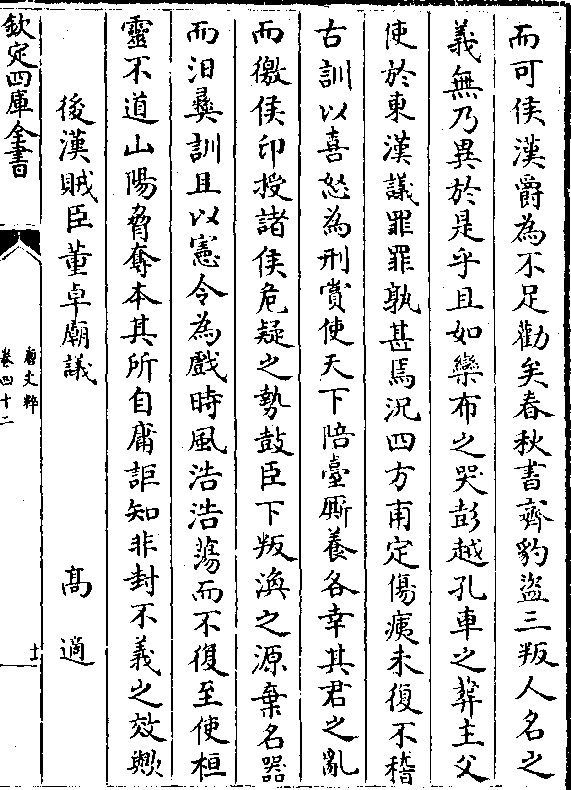 而可侯漢爵為不足勸矣春秋書齊豹盜三叛人名之
義無乃異於是乎且如欒布之哭彭越孔車之葬主父
使於東漢議罪罪孰甚焉況四方甫定傷痍未復不稽
古訓以喜怒為刑賞使天下陪臺厮養各幸其君之亂
而徼侯印授諸侯危疑之勢鼓臣下叛渙之源棄名器
而汨彝訓且以憲令為戲時風浩浩蕩而不復至使桓
靈不道山陽脅奪本其所自庸詎知非封不義之效歟
後漢賊臣董卓廟議 高適
欽定四庫全書
唐文粹
卷四十二
十